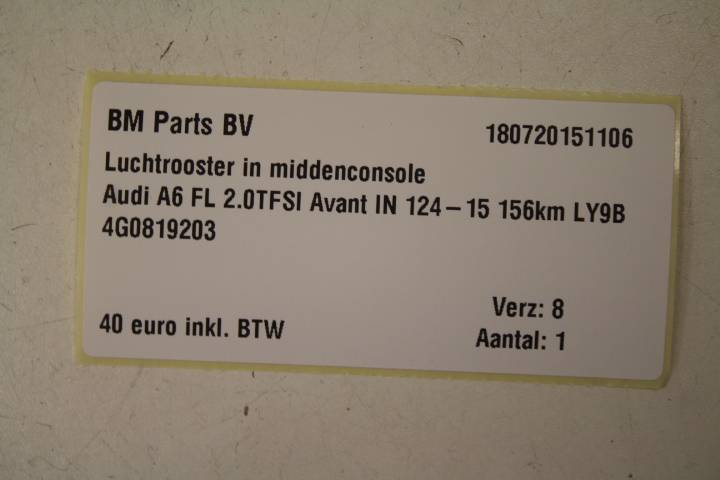 BM Parts BV 180720151106
Luchtrooster in middenconsole
Audi A6 FL 2.0TFSI Avant IN 124-15 156km LY9B
4G0819203
Verz: 8
40 euro inkl. BTW Aantal: 1